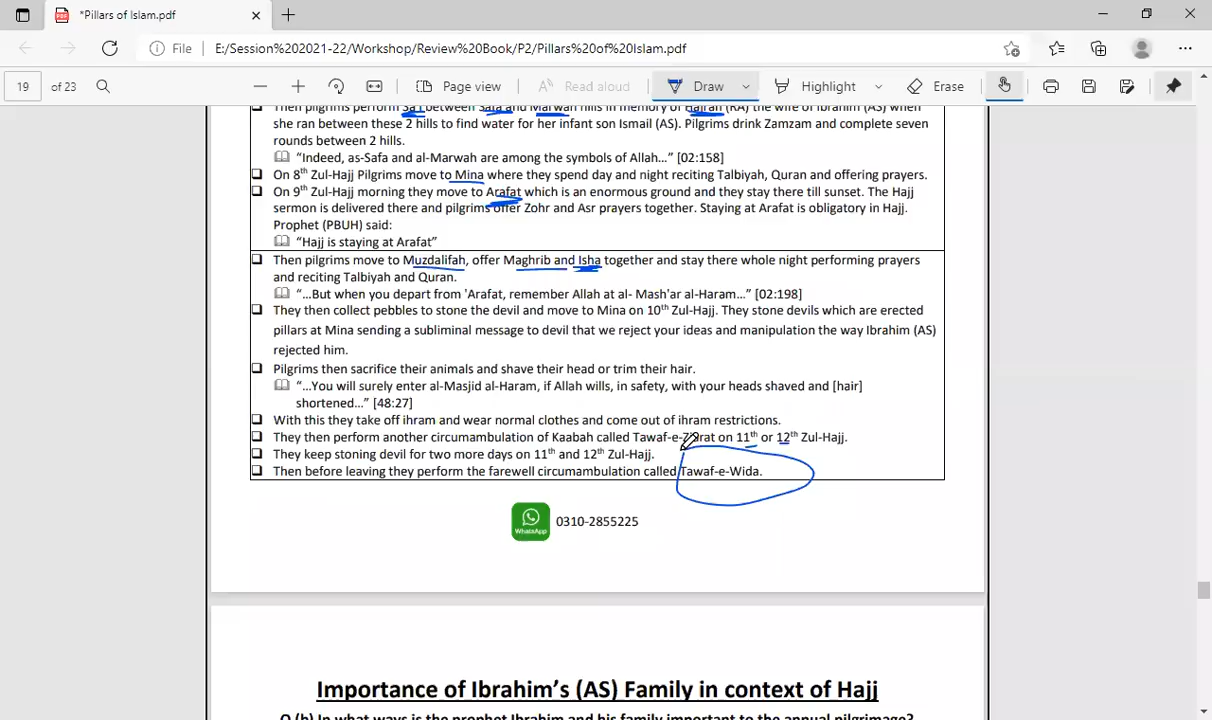 *Pillars of Islam.pdf
File E:/Session%202021-22/Workshop/Review%20Book/P2/Pillars%20of%20Islam.pdf
19 of 23 Page view Read aloud Draw Highlight Erase
Then pilgrims perform Sa'i between Safa and Marwah hills in memory of Hajrah (RA) the wife of Ibrahim (AS) when
she ran between these 2 hills to find water for her infant son Ismail (AS). Pilgrims drink Zamzam and complete seven
rounds between 2 hills.
“Indeed, as-Safa and al-Marwah are among the symbols of Allah…” [02:158]
On 8th Zul-Hajj Pilgrims move to Mina where they spend day and night reciting Talbiyah, Quran and offering prayers.
On 9th Zul-Hajj morning they move to Arafat which is an enormous ground and they stay there till sunset. The Hajj
sermon is delivered there and pilgrims offer Zohr and Asr prayers together. Staying at Arafat is obligatory in Hajj.
Prophet (PBUH) said:
“Hajj is staying at Arafat”
Then pilgrims move to Muzdalifah, offer Maghrib and Isha together and stay there whole night performing prayers
and reciting Talbiyah and Quran.
“…But when you depart from 'Arafat, remember Allah at al- Mash'ar al-Haram…” [02:198]
They then collect pebbles to stone the devil and move to Mina on 10th Zul-Hajj. They stone devils which are erected
pillars at Mina sending a subliminal message to devil that we reject your ideas and manipulation the way Ibrahim (AS)
rejected him.
Pilgrims then sacrifice their animals and shave their head or trim their hair.
“…You will surely enter al-Masjid al-Haram, if Allah wills, in safety, with your heads shaved and [hair]
shortened…” [48:27]
With this they take off ihram and wear normal clothes and come out of ihram restrictions.
They then perform another circumambulation of Kaabah called on 11th or 12th Zul-Hajj.
They keep stoning devil for two more days on 11th and 12th Zul-Hajj.
Then before leaving they perform the farewell circumambulation called Tawaf-e-Wida.
WhatsApp 0310-2855225
Importance of Ibrahim’s (AS) Family in context of Hajj
Q (b) In what ways is the prophet Ibrahim and his family important to the annual pilgrimage?